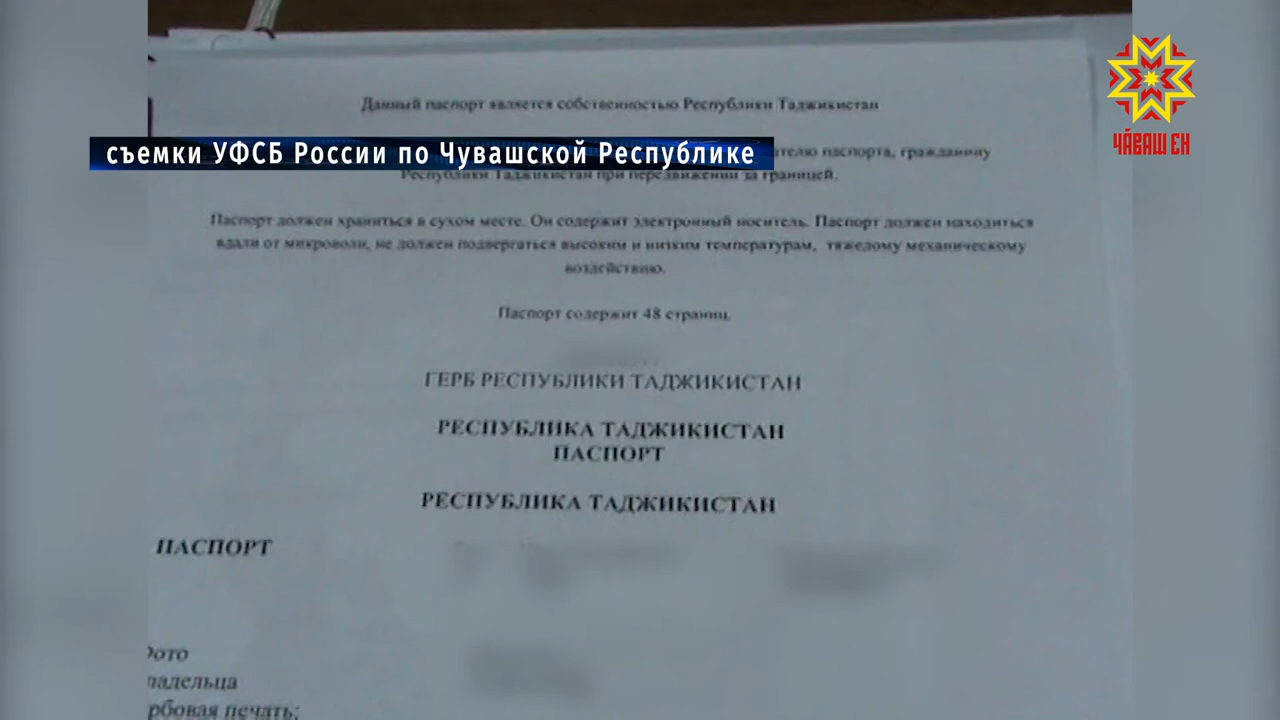 Данный паспорт является собственностью Республики Таджикистан
съемки УФСБ России по Чувашской Республике
паспорта, гражданину
Республики Таджикистан при передвижении за границей.
Паспорт должен храниться в сухом месте. Он содержит электронный носитель. Паспорт должен находиться
вдали от микроволн, не должен подвергаться высоким и низким температурам, тяжелому механическому
воздействию.
Паспорт содержит 48 страниц.
ГЕРБ РЕСПУБЛИКИ ТАДЖИКИСТАН
РЕСПУБЛИКА ТАДЖИКИСТАН
ПАСПОРТ
РЕСПУБЛИКА ТАДЖИКИСТАН
ПАСПОРТ
Фото
ладельца
рбовая печать;
ЧӐВАШ ЕН